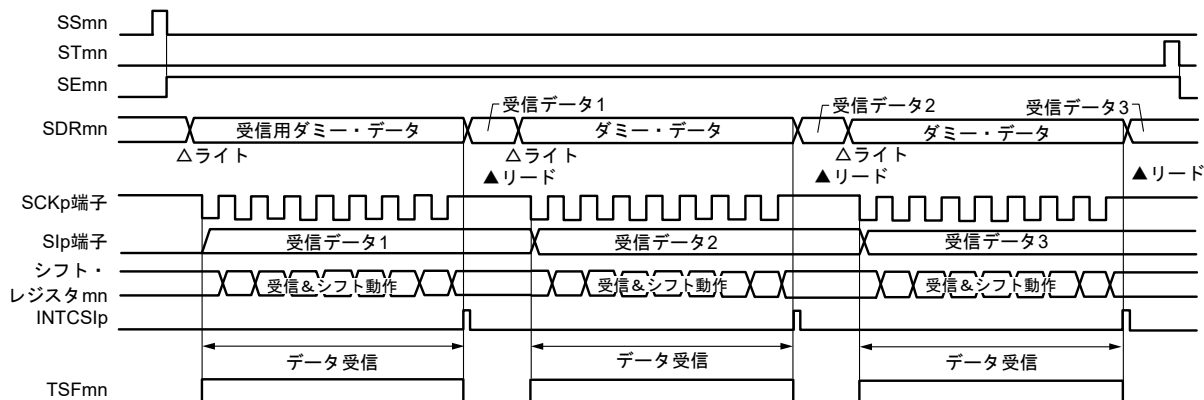 SSmn
STmn
SEmn
受信データ1 受信データ2 受信データ3
SDRmn 受信用ダミー・データ ダミー・データ ダミー・データ
△ライト △ライト △ライト
▲リード ▲リード ▲リード
SCKp端子
SIp端子 受信データ1 受信データ2 受信データ3
シフト・
レジスタmn 受信&シフト動作 受信&シフト動作 受信&シフト動作
INTCSIp
データ受信 データ受信 データ受信
TSFmn